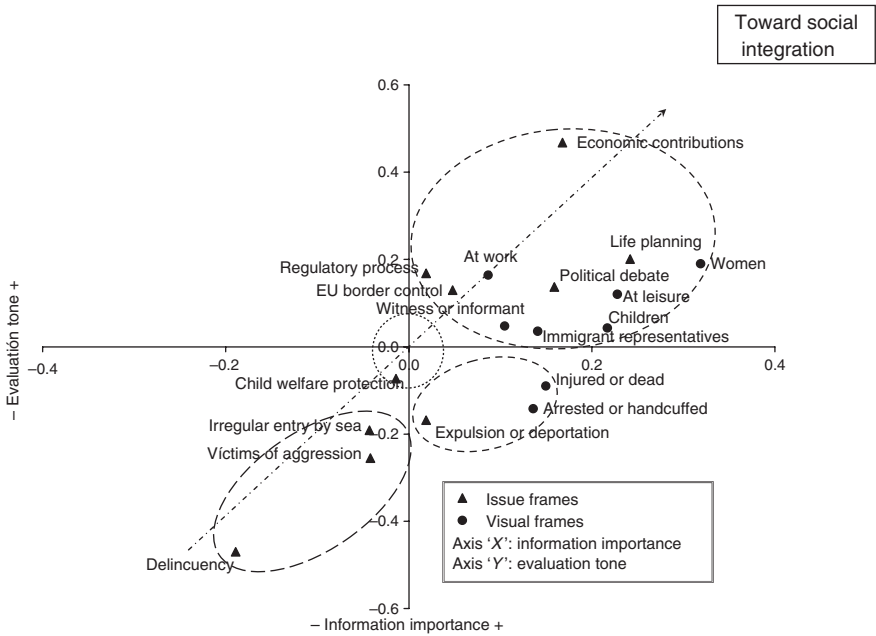 Toward social
integration
0.6
Economic contributions
0.4
Life planning
At work
0.2
Women
Regulatory process
Political debate
EU border control
At leisure
Witness or informant
Children
Immigrant representatives
0.0
−0.4
−0.2
0.0
0.2
0.4
Child welfare protection
Injured or dead
Arrested or handcuffed
Irregular entry by sea
−0.2
Expulsion or deportation
Víctims of aggression
Issue frames
Visual frames
−0.4
Axis ‘X’: information importance
Axis ‘Y’: evaluation tone
Delincuency
−0.6
− Information importance +
− Evaluation tone +